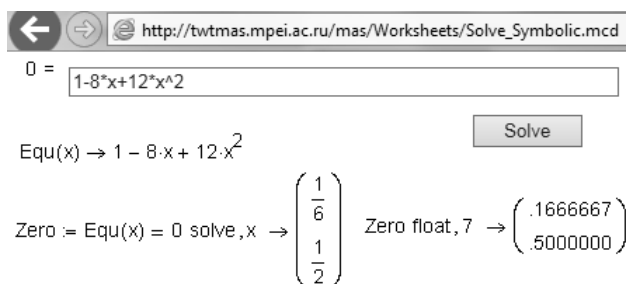 http://twtmas.mpei.ac.ru/mas/Worksheets/Solve_Symbolic.mcd
0 = 1-8*x+12*x^2
Solve
Equ(x) → 1 − 8·x + 12·x²
Zero := Equ(x) = 0 solve,x → (1/6 1/2) Zero float,7 → (.1666667 .5000000)